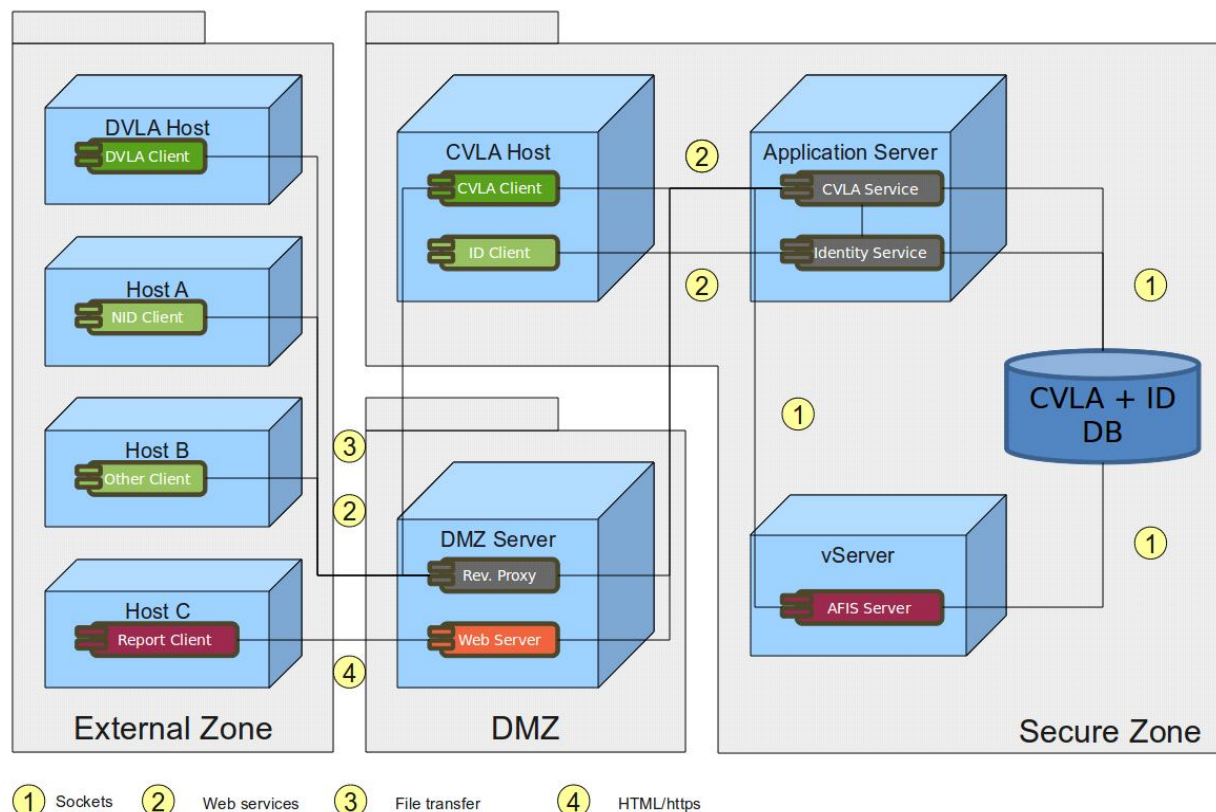 DVLA Host
DVLA Client
Host A
NID Client
Host B
Other Client
Host C
Report Client
External Zone
3
2
4
DMZ Server
Rev. Proxy
Web Server
DMZ
CVLA Host
CVLA Client
ID Client
2
2
Application Server
CVLA Service
Identity Service
1
1
CVLA + ID
DB
1
vServer
AFIS Server
Secure Zone
1 Sockets
2 Web services
3 File transfer
4 HTML/https